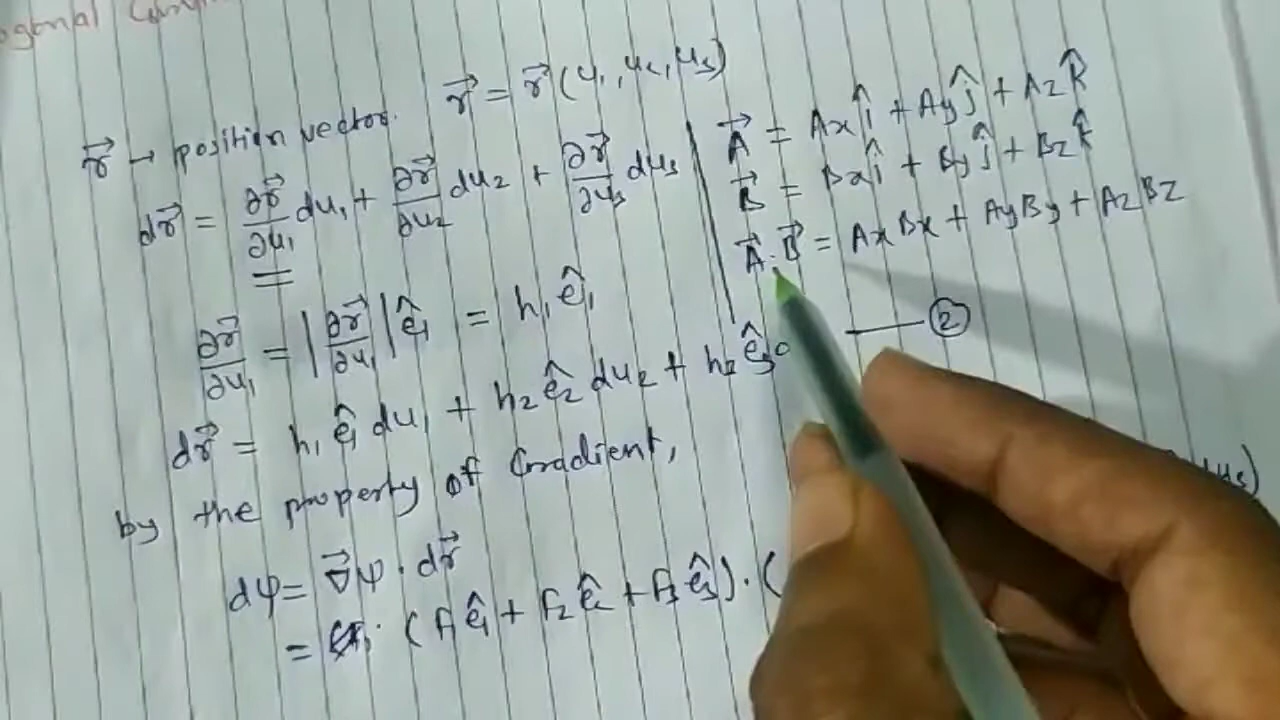 r⃗ → position vector. r⃗ = r⃗ (u₁, u₂, u₃)
dr⃗ = ∂r⃗/∂u₁ du₁ + ∂r⃗/∂u₂ du₂ + ∂r⃗/∂u₃ du₃
∂r⃗/∂u₁ = |∂r⃗/∂u₁| ê₁ = h₁ ê₁
dr⃗ = h₁ ê₁ du₁ + h₂ ê₂ du₂ + h₂ ê₃ — ②
by the property of Gradient,
dφ = ∇⃗φ · dr⃗
= (f₁ ê₁ + f₂ ê₂ + f₃ ê₃) · (
A⃗ = Ax î + Ay ĵ + Az k̂
B⃗ = Bx î + By ĵ + Bz k̂
A⃗ · B⃗ = AxBx + AyBy + AzBz